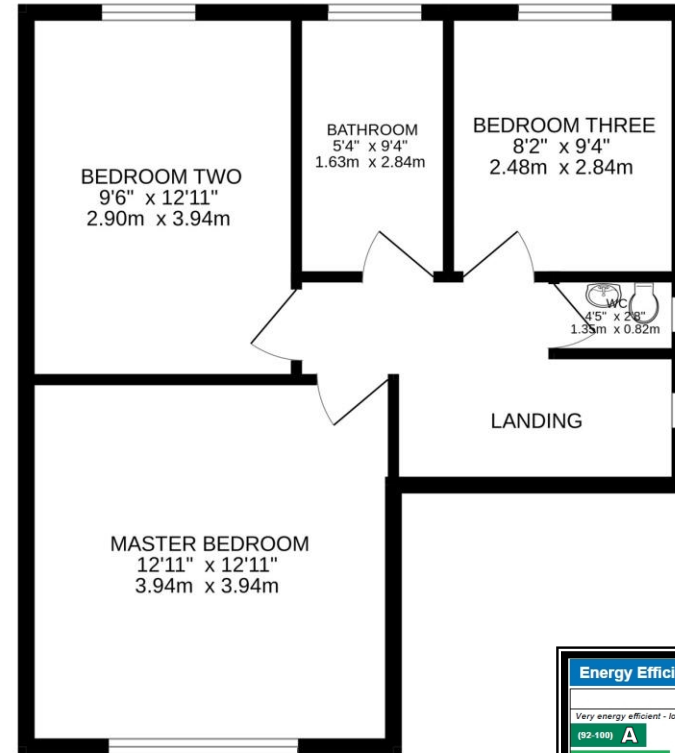 BATHROOM
5'4" x 9'4"
1.63m x 2.84m
BEDROOM THREE
8'2" x 9'4"
2.48m x 2.84m
BEDROOM TWO
9'6" x 12'11"
2.90m x 3.94m
WC
4'5" x 2'8"
1.35m x 0.82m
LANDING
MASTER BEDROOM
12'11" x 12'11"
3.94m x 3.94m
Energy Effici
Very energy efficient - lo
(92-100) A